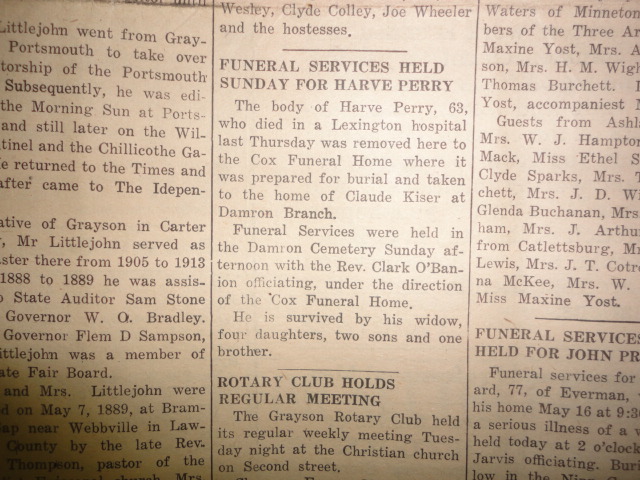 Littlejohn went from Gray-
Portsmouth to take over
torship of the Portsmouth
Subsequently, he was edi-
the Morning Sun at Ports-
and still later on the Wil-
tinel and the Chillicothe Ga-
e returned to the Times and
after came to The Idepen-
ative of Grayson in Carter
, Mr Littlejohn served as
aster there from 1905 to 1913
1888 to 1889 he was assis-
o State Auditor Sam Stone
Governor W. O. Bradley.
Governor Flem D Sampson,
ittlejohn was a member of
ate Fair Board.
and Mrs. Littlejohn were
d on May 7, 1889, at Bram-
ap near Webbville in Law-
County by the late Rev.
Thompson, pastor of the
Wesley, Clyde Colley, Joe Wheeler
and the hostesses.
FUNERAL SERVICES HELD
SUNDAY FOR HARVE PERRY
The body of Harve Perry, 63,
who died in a Lexington hospital
last Thursday was removed here to
the Cox Funeral Home where it
was prepared for burial and taken
to the home of Claude Kiser at
Damron Branch.
Funeral Services were held in
the Damron Cemetery Sunday af-
ternoon with the Rev. Clark O'Ban-
ion officiating, under the direction
of the Cox Funeral Home.
He is survived by his widow,
four daughters, two sons and one
brother.
ROTARY CLUB HOLDS
REGULAR MEETING
The Grayson Rotary Club held
its regular weekly meeting Tues-
day night at the Christian church
on Second street.
Waters of Minneton
bers of the Three Ar
Maxine Yost, Mrs. A
son, Mrs. H. M. Wigh
Thomas Burchett. I
Yost, accompaniest
Guests from Ashla
Mrs. W. J. Hampton
Mack, Miss Ethel S
Clyde Sparks, Mrs. T
chett, Mrs. J. D. Wi
Glenda Buchanan, Mrs.
ham, Mrs. J. Arthur
from Catlettsburg, Mr
Lewis, Mrs. J. T. Cotr
na McKee, Mrs. W.
Miss Maxine Yost.
FUNERAL SERVICES
HELD FOR JOHN PR
Funeral services for
ard, 77, of Everman,
his home May 16 at 9:3
a serious illness of a
held today at 2 o'clock
Jarvis officiating. Buri
low in the